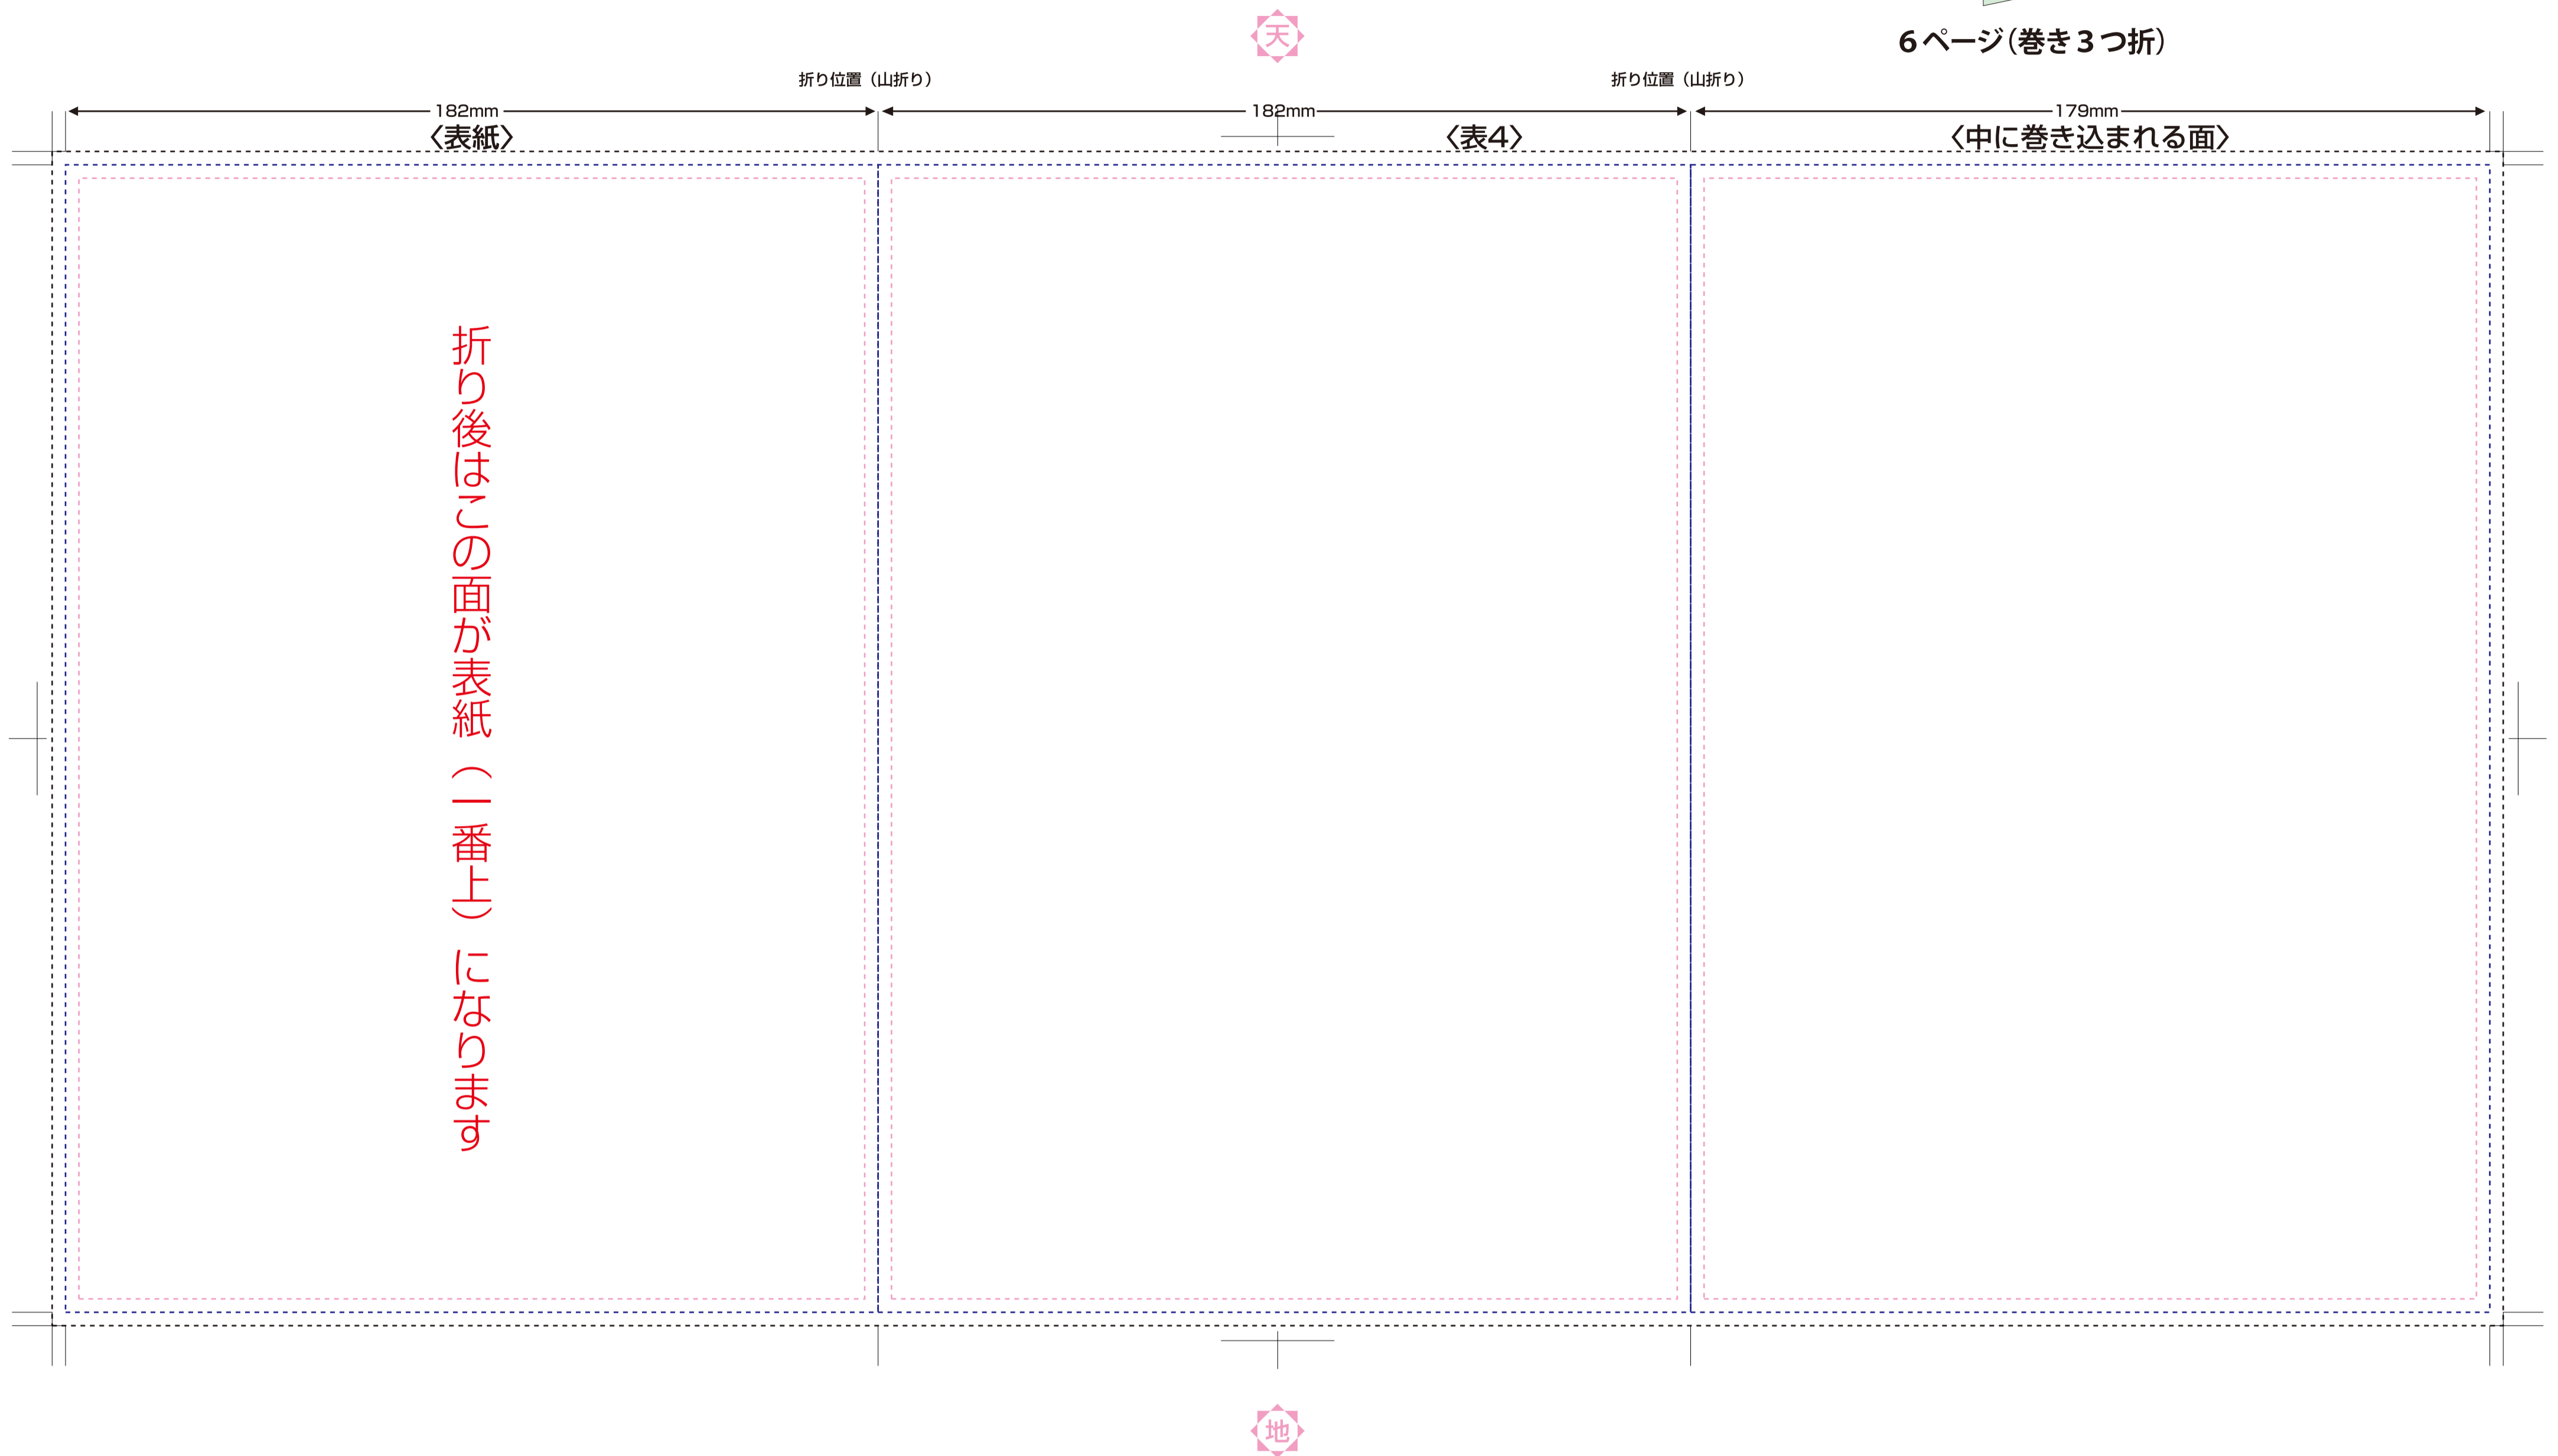 天
6ページ(巻き3つ折)
折り位置（山折り）
折り位置（山折り）
182mm
182mm
179mm
〈表紙〉
〈表4〉
〈中に巻き込まれる面〉
折り後はこの面が表紙（一番上）になります
地